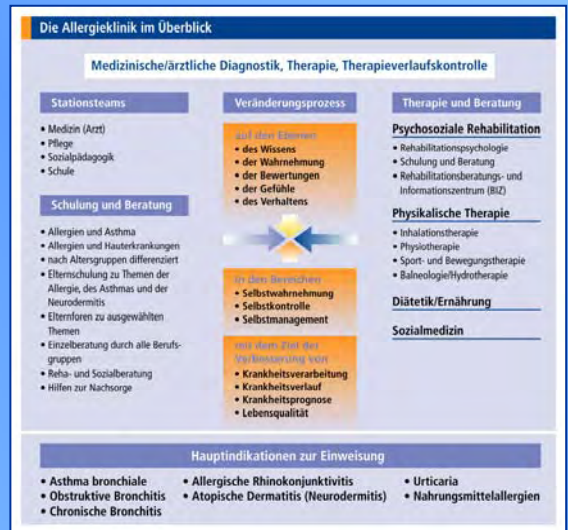 Die Allergieklinik im Überblick
Medizinische/ärztliche Diagnostik, Therapie, Therapieverlaufskontrolle
Stationsteams
• Medizin (Arzt)
• Pflege
• Sozialpädagogik
• Schule
Schulung und Beratung
• Allergien und Asthma
• Allergien und Hauterkrankungen
• nach Altersgruppen differenziert
• Elternschulung zu Themen der
Allergie, des Asthmas und der
Neurodermitis
• Elternforen zu ausgewählten
Themen
• Einzelberatung durch alle Berufs-
gruppen
• Reha- und Sozialberatung
• Hilfen zur Nachsorge
Veränderungsprozess
auf den Ebenen
• des Wissens
• der Wahrnehmung
• der Bewertungen
• der Gefühle
• des Verhaltens
in den Bereichen
• Selbstwahrnehmung
• Selbstkontrolle
• Selbstmanagement
mit dem Ziel der
Verbesserung von
• Krankheitsverarbeitung
• Krankheitsverlauf
• Krankheitsprognose
• Lebensqualität
Therapie und Beratung
Psychosoziale Rehabilitation
• Rehabilitationspsychologie
• Schulung und Beratung
• Rehabilitationsberatungs- und
Informationszentrum (BIZ)
Physikalische Therapie
• Inhalationstherapie
• Physiotherapie
• Sport- und Bewegungstherapie
• Balneologie/Hydrotherapie
Diätetik/Ernährung
Sozialmedizin
Hauptindikationen zur Einweisung
• Asthma bronchiale
• Obstruktive Bronchitis
• Chronische Bronchitis
• Allergische Rhinokonjunktivitis
• Atopische Dermatitis (Neurodermitis)
• Urticaria
• Nahrungsmittelallergien